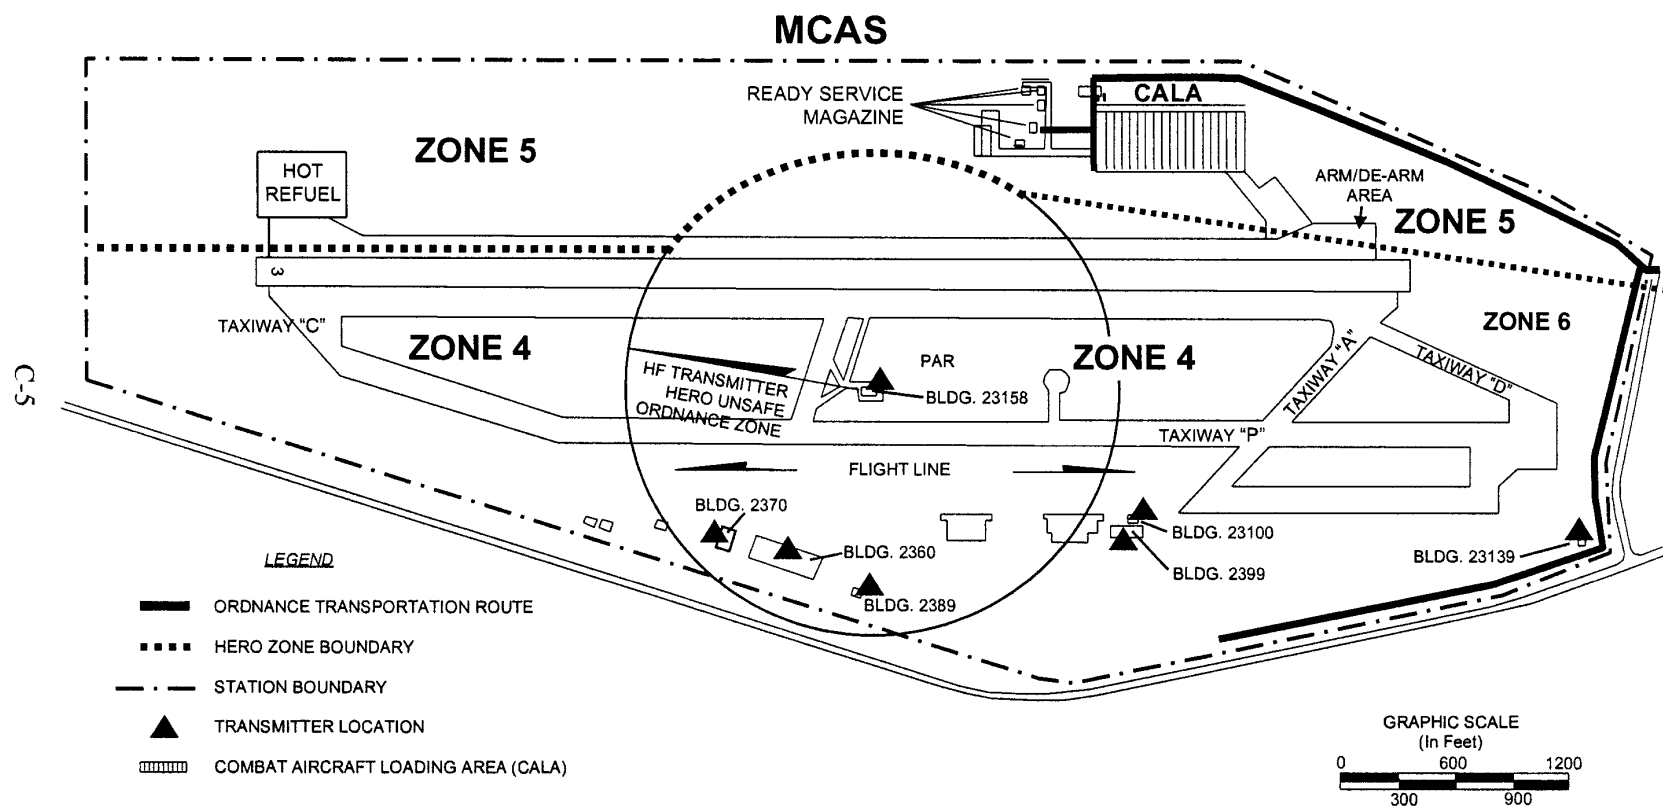 MCAS
READY SERVICE
MAGAZINE
CALA
ZONE 5
HOT
REFUEL
ARM/DE-ARM
AREA
ZONE 5
3
TAXIWAY "C"
ZONE 4
PAR
ZONE 4
ZONE 6
TAXIWAY "A"
TAXIWAY "D"
HF TRANSMITTER
HERO UNSAFE
ORDNANCE ZONE
BLDG. 23158
TAXIWAY "P"
C-5
FLIGHT LINE
BLDG. 2370
BLDG. 2360
BLDG. 2389
BLDG. 23100
BLDG. 2399
BLDG. 23139
LEGEND
ORDNANCE TRANSPORTATION ROUTE
HERO ZONE BOUNDARY
STATION BOUNDARY
TRANSMITTER LOCATION
COMBAT AIRCRAFT LOADING AREA (CALA)
GRAPHIC SCALE
(In Feet)
0 600 1200
300 900